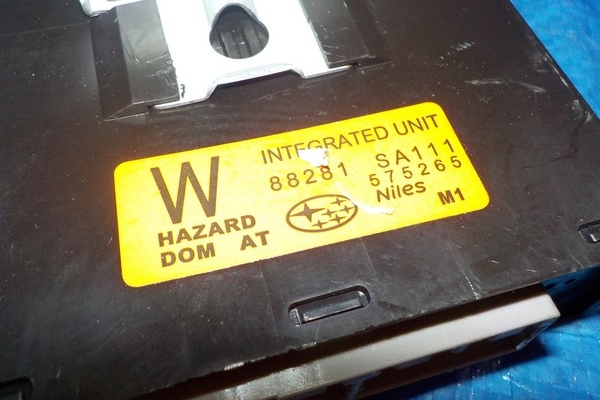 W
INTEGRATED UNIT
88281 SA111
575265
HAZARD
Niles
DOM AT
M1